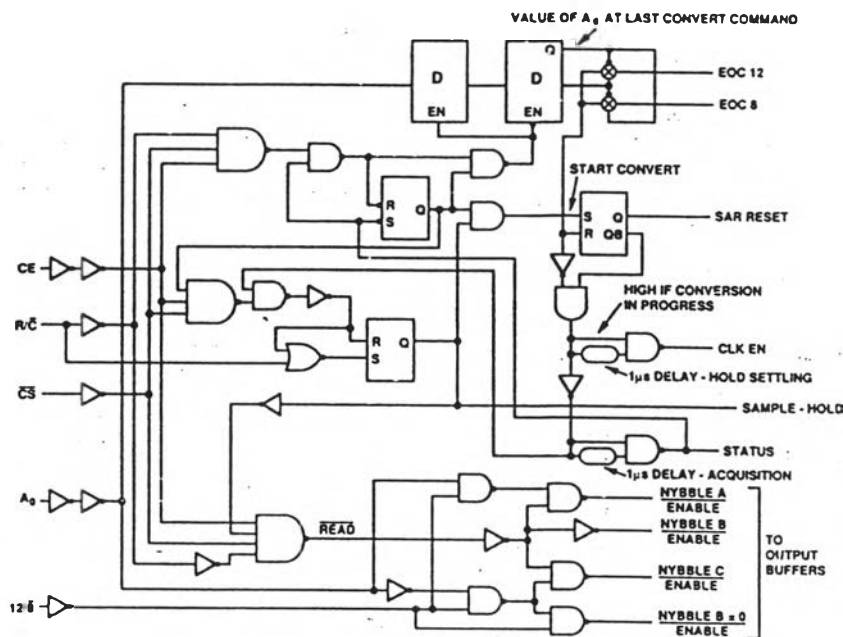 VALUE OF A₀ AT LAST CONVERT COMMAND
Q
D
D
EN
EN
EOC 12
EOC 8
START CONVERT
R
S
Q
S
R
Q
QB
SAR RESET
CE
HIGH IF CONVERSION
IN PROGRESS
R/C̅
R
S
Q
CLK EN
1μs DELAY - HOLD SETTLING
C̅S̅
SAMPLE - HOLD
STATUS
1μs DELAY - ACQUISITION
A₀
R̅E̅A̅D̅
NYBBLE A
ENABLE
NYBBLE B
ENABLE
NYBBLE C
ENABLE
NYBBLE B = 0
ENABLE
TO
OUTPUT
BUFFERS
12/8̅